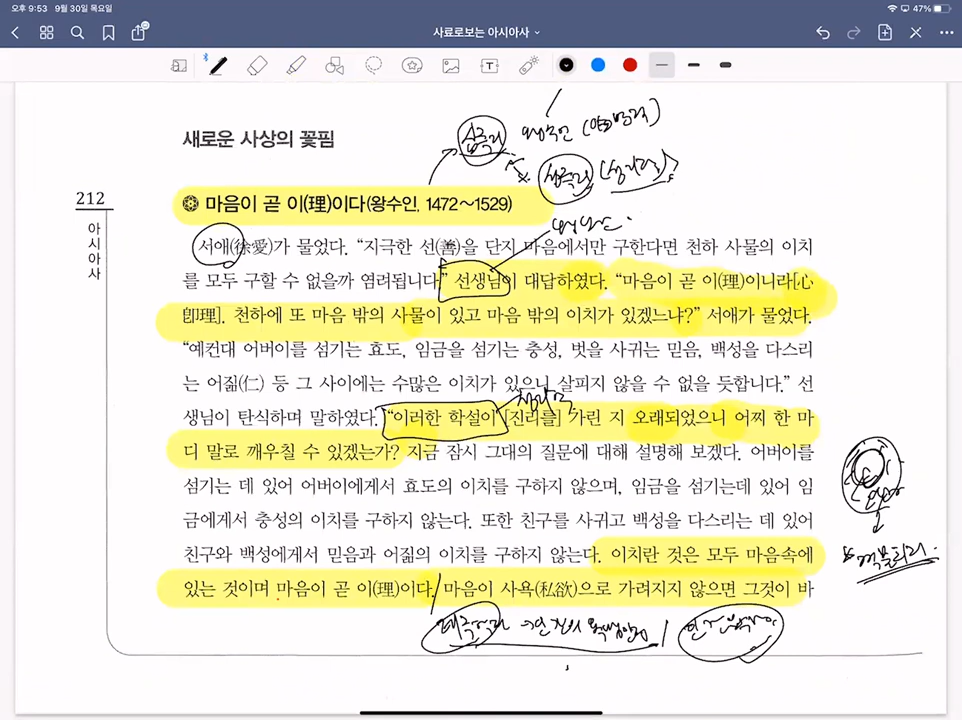 오후 9:53 9월 30일 목요일
47%
사료로보는 아시아사
새로운 사상의 꽃핌
심즉리
성즉리 (성리학)
212
아시아사
마음이 곧 이(理)이다(왕수인, 1472~1529)
서애(徐愛)가 물었다. “지극한 선(善)을 단지 마음에서만 구한다면 천하 사물의 이치
를 모두 구할 수 없을까 염려됩니다” 선생님이 대답하였다. “마음이 곧 이(理)이니라[心
卽理]. 천하에 또 마음 밖의 사물이 있고 마음 밖의 이치가 있겠느냐?” 서애가 물었다.
“예컨대 어버이를 섬기는 효도, 임금을 섬기는 충성, 벗을 사귀는 믿음, 백성을 다스리
는 어짊(仁) 등 그 사이에는 수많은 이치가 있으니 살피지 않을 수 없을 듯합니다.” 선
생님이 탄식하며 말하였다. “이러한 학설이 [진리를] 가린 지 오래되었으니 어찌 한 마
디 말로 깨우칠 수 있겠는가? 지금 잠시 그대의 질문에 대해 설명해 보겠다. 어버이를
섬기는 데 있어 어버이에게서 효도의 이치를 구하지 않으며, 임금을 섬기는데 있어 임
금에게서 충성의 이치를 구하지 않는다. 또한 친구를 사귀고 백성을 다스리는 데 있어
친구와 백성에게서 믿음과 어짊의 이치를 구하지 않는다. 이치란 것은 모두 마음속에
있는 것이며 마음이 곧 이(理)이다. 마음이 사욕(私欲)으로 가려지지 않으면 그것이 바
격물치리